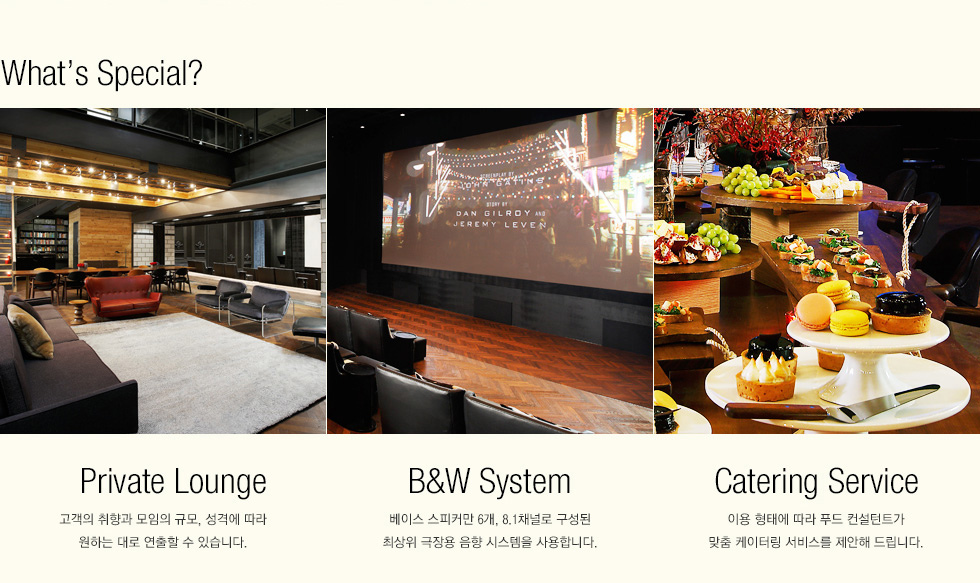 What's Special?
SCREENPLAY BY
JOHN GATINS
STORY BY
DAN GILROY AND
JEREMY LEVEN
Private Lounge
고객의 취향과 모임의 규모, 성격에 따라
원하는 대로 연출할 수 있습니다.
B&W System
베이스 스피커만 6개, 8.1채널로 구성된
최상위 극장용 음향 시스템을 사용합니다.
Catering Service
이용 형태에 따라 푸드 컨설턴트가
맞춤 케이터링 서비스를 제안해 드립니다.